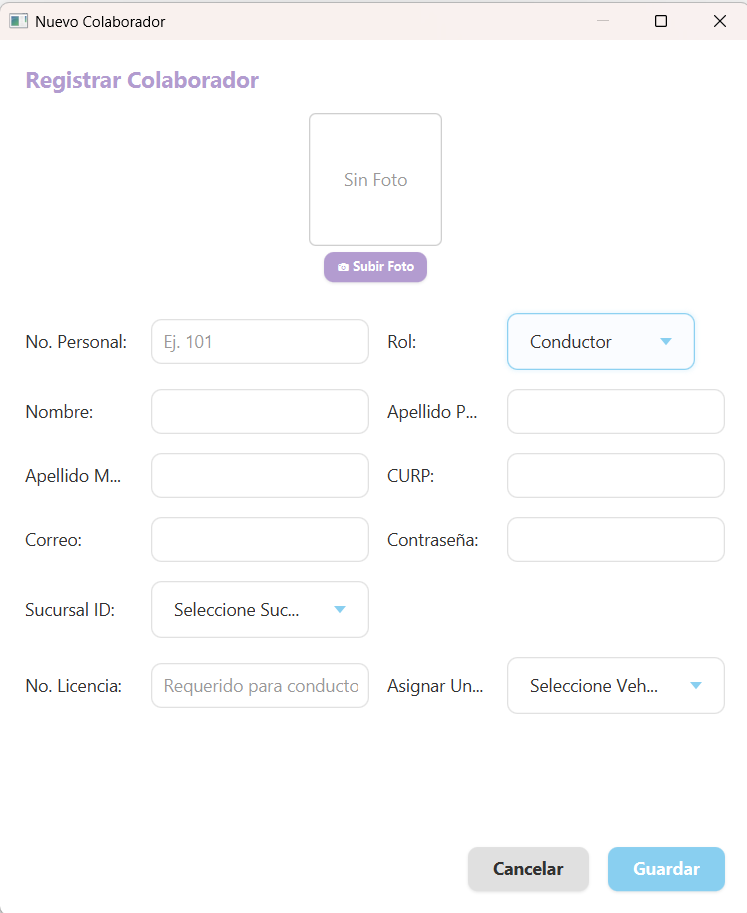 Nuevo Colaborador
Registrar Colaborador
Sin Foto
Subir Foto
No. Personal: Ej. 101 Rol: Conductor
Nombre: Apellido P...
Apellido M... CURP:
Correo: Contraseña:
Sucursal ID: Seleccione Suc...
No. Licencia: Requerido para conducto Asignar Un... Seleccione Veh...
Cancelar Guardar